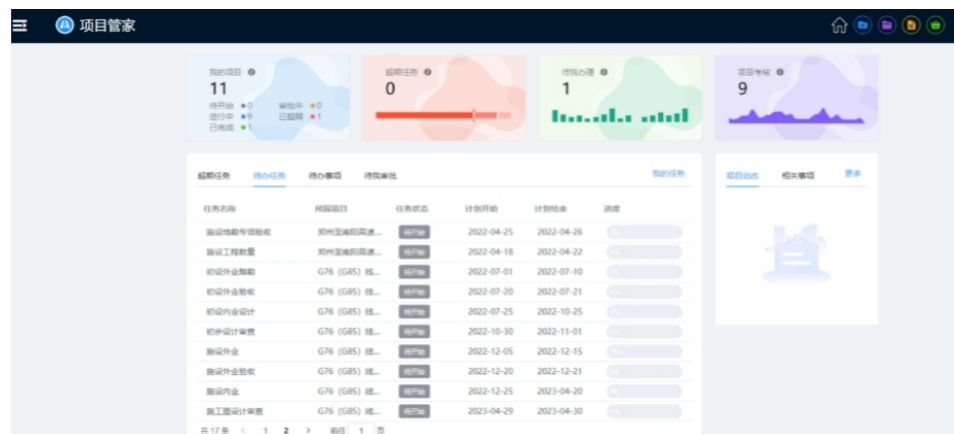 项目管家
我的项目
11
待开始 ★0 审批中 ★0
进行中 ★9 已超期 ★1
已完成 ★1
超期任务
0
待我办理
1
项目考核
9
超期任务 待办任务 待办事项 待我审批 我的任务
任务名称 所属项目 任务状态 计划开始 计划结束 进度
施设地勘专项验收 郑州至南阳高速... 待开始 2022-04-25 2022-04-26
施设工程数量 郑州至南阳高速... 待开始 2022-04-18 2022-04-22
初设外业踏勘 G76 (G85) 线... 待开始 2022-07-01 2022-07-10
初设外业验收 G76 (G85) 线... 待开始 2022-07-20 2022-07-21
初设内业设计 G76 (G85) 线... 待开始 2022-07-25 2022-10-25
初步设计审查 G76 (G85) 线... 待开始 2022-10-30 2022-11-01
施设外业 G76 (G85) 线... 待开始 2022-12-05 2022-12-15
施设外业验收 G76 (G85) 线... 待开始 2022-12-20 2022-12-21
施设内业 G76 (G85) 线... 待开始 2022-12-25 2023-04-20
施工图设计审查 G76 (G85) 线... 待开始 2023-04-29 2023-04-30
共 17 条 < 1 2 > 前往 1 页
项目动态 相关事项 更多